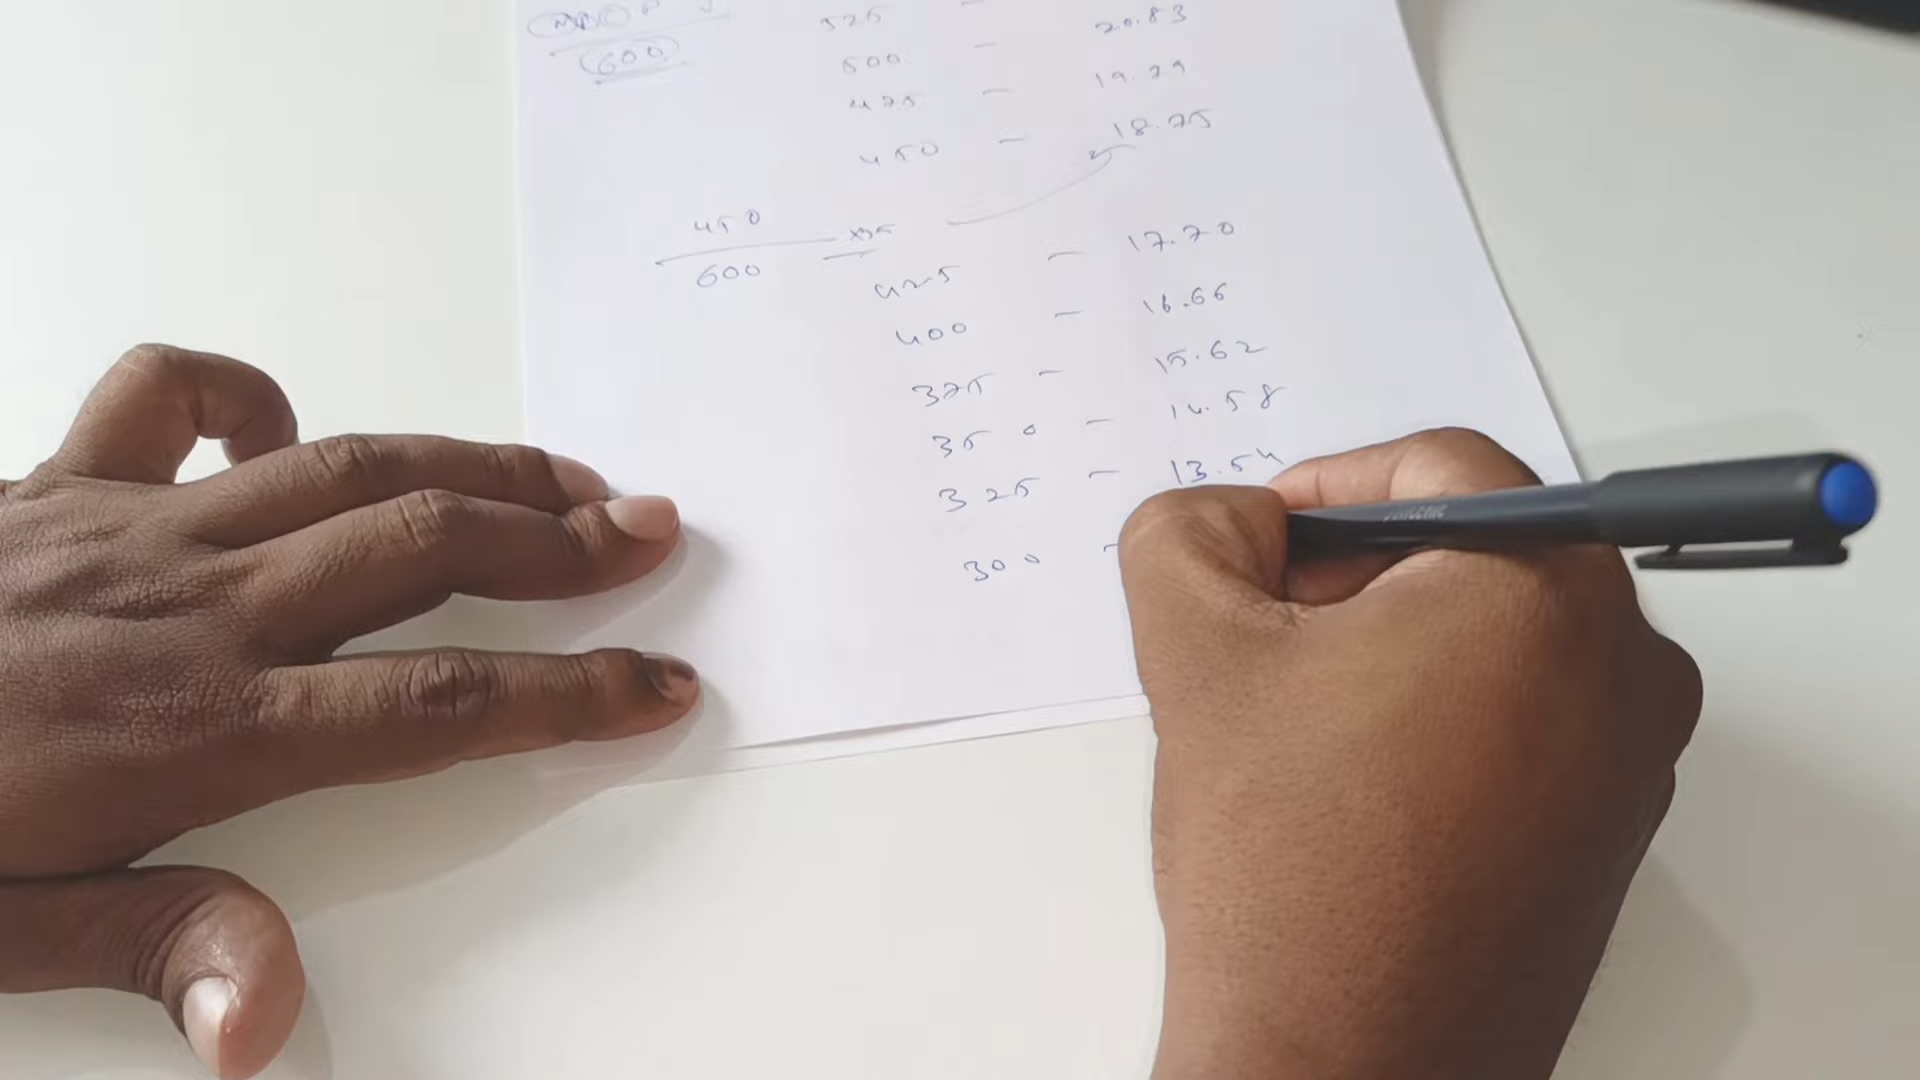 600
525 -
500 - 20.83
475 - 19.79
450 - 18.75
450
600
×25
425 - 17.70
400 - 16.66
375 - 15.62
350 - 14.58
325 - 13.54
300 -